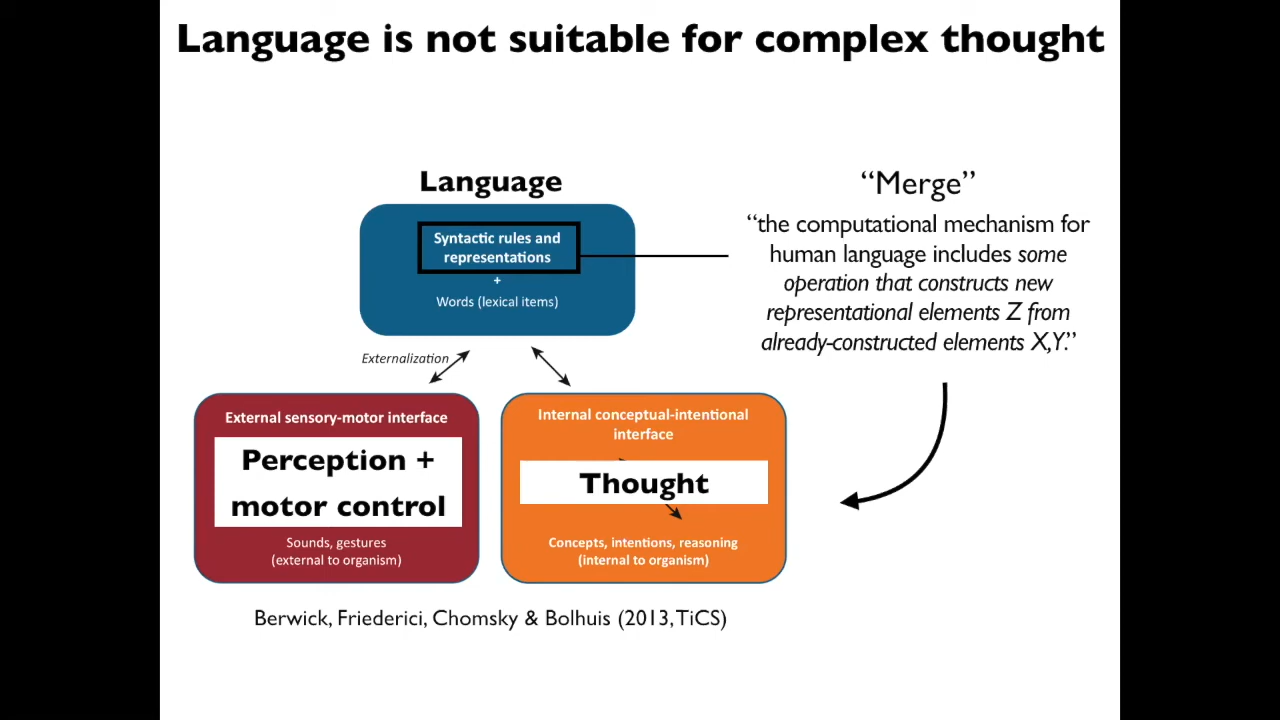 Language is not suitable for complex thought
Language
Syntactic rules and
representations
+
Words (lexical items)
“Merge”
“the computational mechanism for
human language includes some
operation that constructs new
representational elements Z from
already-constructed elements X,Y.”
Externalization
External sensory-motor interface
Perception +
motor control
Sounds, gestures
(external to organism)
Internal conceptual-intentional
interface
Thought
Concepts, intentions, reasoning
(internal to organism)
Berwick, Friederici, Chomsky & Bolhuis (2013, TiCS)